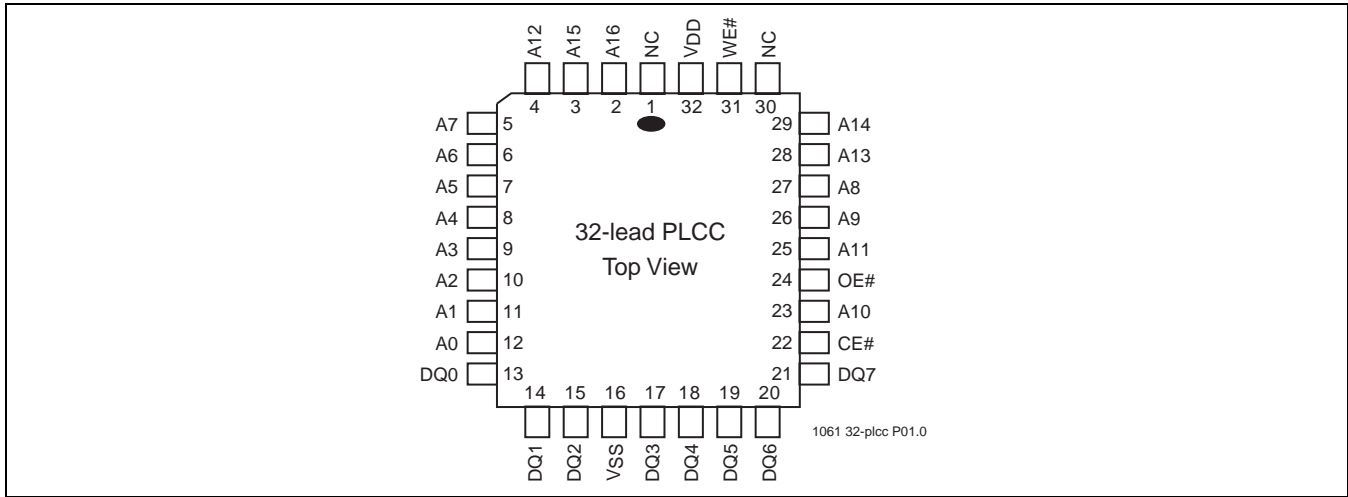 A12 A15 A16 NC VDD WE# NC
4 3 2 1 32 31 30
A7 5 29 A14
A6 6 28 A13
A5 7 27 A8
A4 8 26 A9
A3 9 25 A11
A2 10 24 OE#
A1 11 23 A10
A0 12 22 CE#
DQ0 13 21 DQ7
32-lead PLCC
Top View
14 15 16 17 18 19 20
DQ1 DQ2 VSS DQ3 DQ4 DQ5 DQ6
1061 32-plcc P01.0